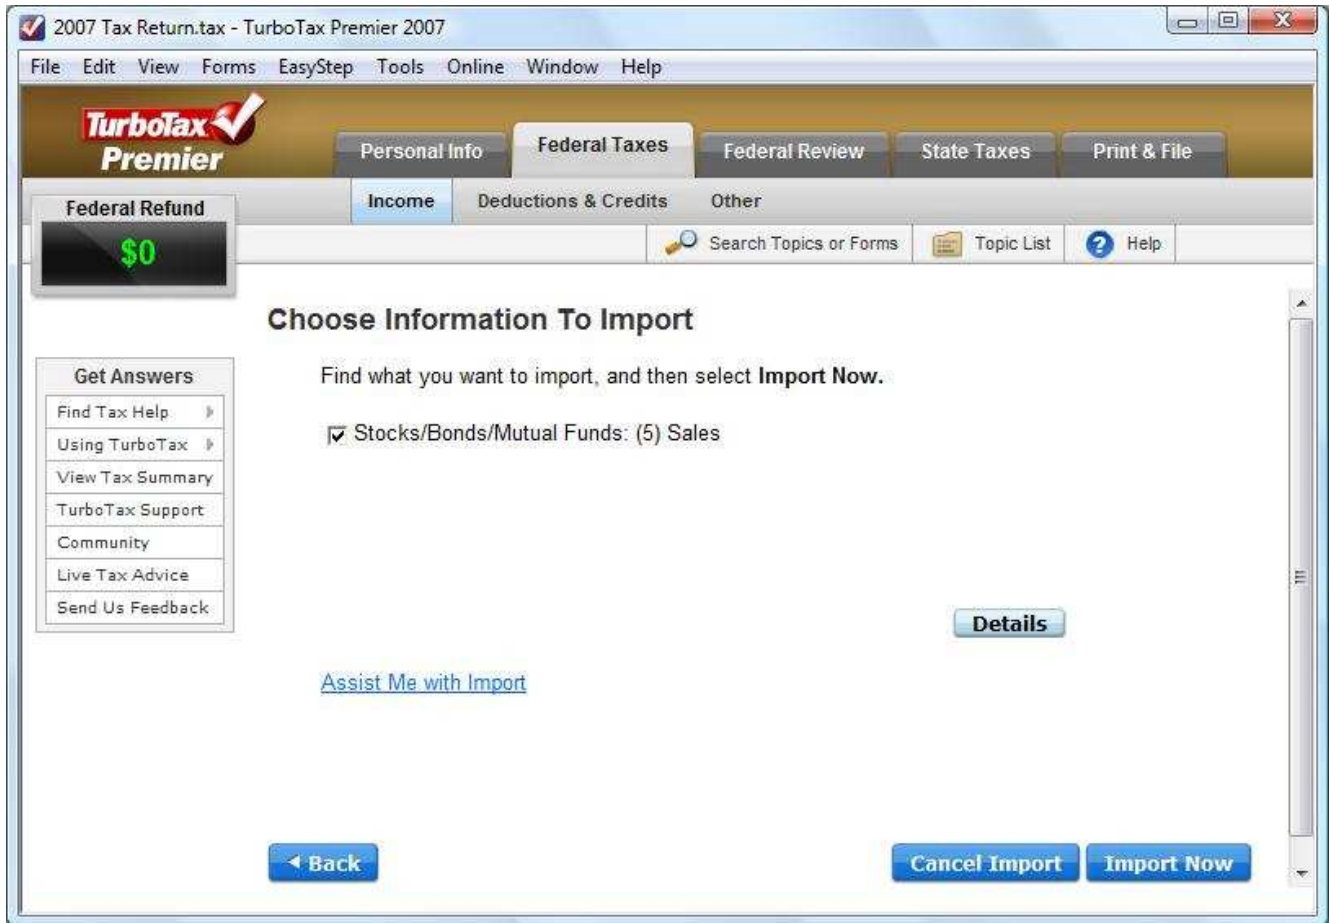 2007 Tax Return.tax - TurboTax Premier 2007
File Edit View Forms EasyStep Tools Online Window Help
TurboTax
Premier
Personal Info Federal Taxes Federal Review State Taxes Print & File
Federal Refund
$0
Income Deductions & Credits Other
Search Topics or Forms Topic List ? Help
Choose Information To Import
Find what you want to import, and then select Import Now.
Stocks/Bonds/Mutual Funds: (5) Sales
Get Answers
Find Tax Help
Using TurboTax
View Tax Summary
TurboTax Support
Community
Live Tax Advice
Send Us Feedback
Details
Assist Me with Import
Back Cancel Import Import Now